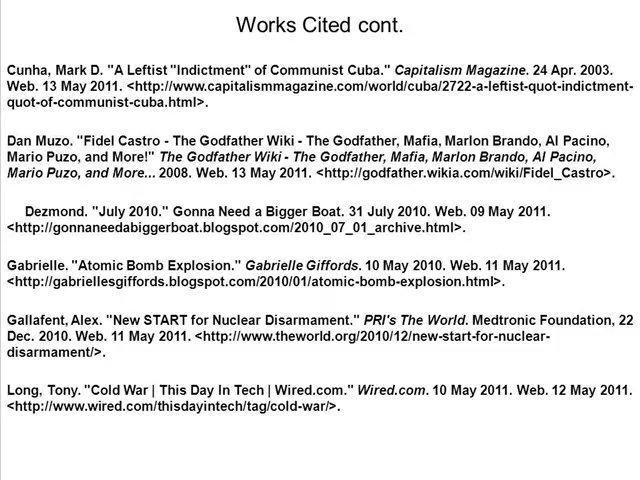 Works Cited cont.
Cunha, Mark D. "A Leftist "Indictment" of Communist Cuba." Capitalism Magazine. 24 Apr. 2003.
Web. 13 May 2011. <http://www.capitalismmagazine.com/world/cuba/2722-a-leftist-quot-indictment-
quot-of-communist-cuba.html>.
Dan Muzo. "Fidel Castro - The Godfather Wiki - The Godfather, Mafia, Marlon Brando, Al Pacino,
Mario Puzo, and More!" The Godfather Wiki - The Godfather, Mafia, Marlon Brando, Al Pacino,
Mario Puzo, and More... 2008. Web. 13 May 2011. <http://godfather.wikia.com/wiki/Fidel_Castro>.
Dezmond. "July 2010." Gonna Need a Bigger Boat. 31 July 2010. Web. 09 May 2011.
<http://gonnaneedabiggerboat.blogspot.com/2010_07_01_archive.html>.
Gabrielle. "Atomic Bomb Explosion." Gabrielle Giffords. 10 May 2010. Web. 11 May 2011.
<http://gabriellesgiffords.blogspot.com/2010/01/atomic-bomb-explosion.html>.
Gallafent, Alex. "New START for Nuclear Disarmament." PRI's The World. Medtronic Foundation, 22
Dec. 2010. Web. 11 May 2011. <http://www.theworld.org/2010/12/new-start-for-nuclear-
disarmament/>.
Long, Tony. "Cold War | This Day In Tech | Wired.com." Wired.com. 10 May 2011. Web. 12 May 2011.
<http://www.wired.com/thisdayintech/tag/cold-war/>.